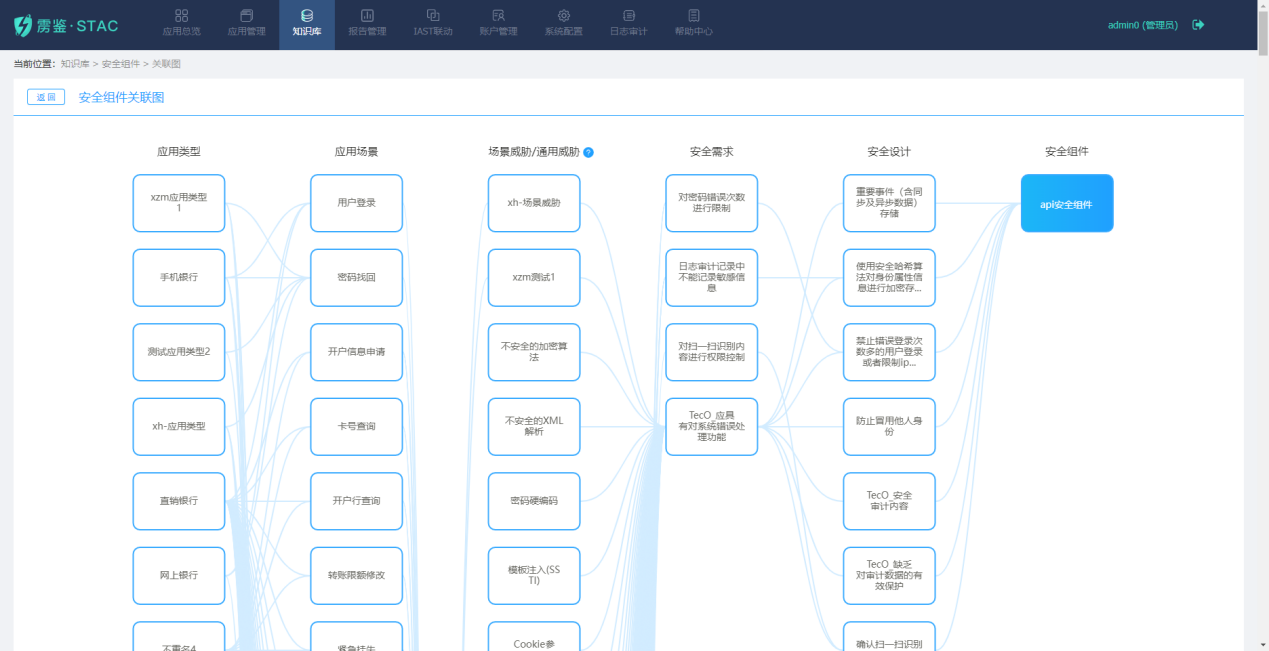 雳鉴·STAC
应用总览
应用管理
知识库
报告管理
IAST联动
账户管理
系统配置
日志审计
帮助中心
admin0 (管理员)
当前位置：知识库 > 安全组件 > 关联图
返回
安全组件关联图
应用类型
应用场景
场景威胁/通用威胁 ?
安全需求
安全设计
安全组件
xzm应用类型
1
用户登录
xh-场景威胁
对密码错误次数
进行限制
重要事件（含同
步及异步数据）
存储
api安全组件
手机银行
密码找回
xzm测试1
日志审计记录中
不能记录敏感信
息
使用安全哈希算
法对身份属性信
息进行加密存...
测试应用类型2
开户信息申请
不安全的加密算
法
对扫一扫识别内
容进行权限控制
禁止错误登录次
数多的用户登录
或者限制ip...
xh-应用类型
卡号查询
不安全的XML
解析
TecO_应具
有对系统错误处
理功能
防止冒用他人身
份
直销银行
开户行查询
密码硬编码
TecO_安全
审计内容
网上银行
转账限额修改
模板注入(SS
TI)
TecO_缺乏
对审计数据的有
效保护
不重名4
紧急挂失
Cookie参
确认扫一扫识别